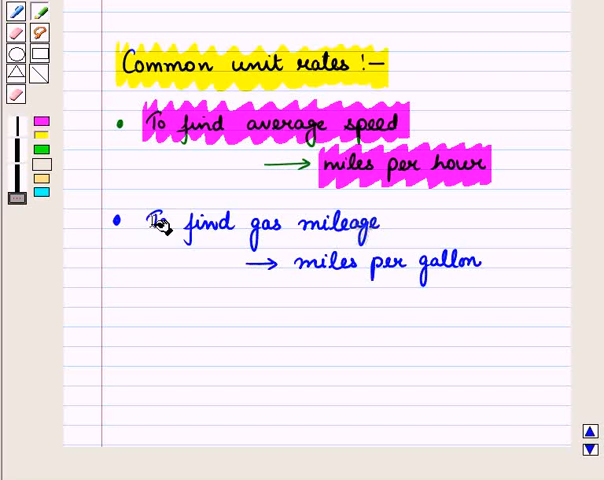 Common unit rates :-
• To find average speed
→ miles per hour
• To find gas mileage
→ miles per gallon